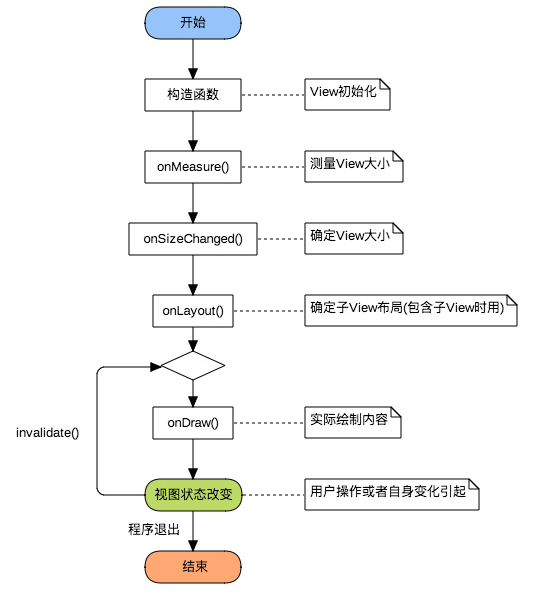 开始
构造函数
View初始化
onMeasure()
测量View大小
onSizeChanged()
确定View大小
onLayout()
确定子View布局(包含子View时用)
onDraw()
实际绘制内容
invalidate()
视图状态改变
用户操作或者自身变化引起
程序退出
结束